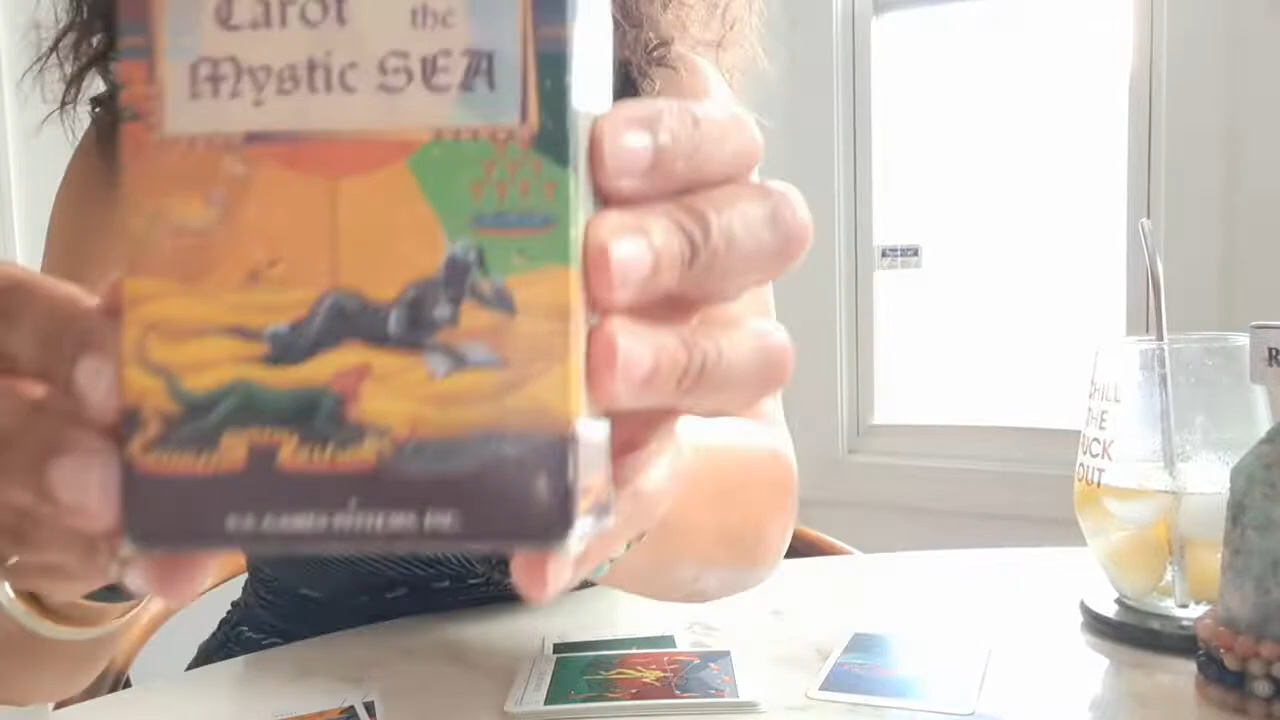 Tarot the
Mystic SEA
CHILL
THE
UCK
OUT
R